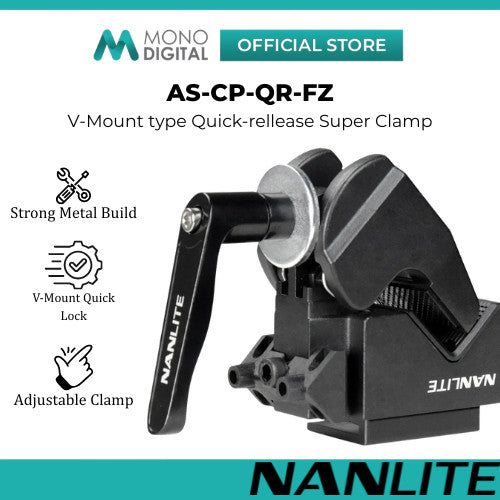 MONO
DIGITAL
OFFICIAL STORE
AS-CP-QR-FZ
V-Mount type Quick-rellease Super Clamp
Strong Metal Build
V-Mount Quick
Lock
Adjustable Clamp
NANLITE
NANLITE
NANLITE